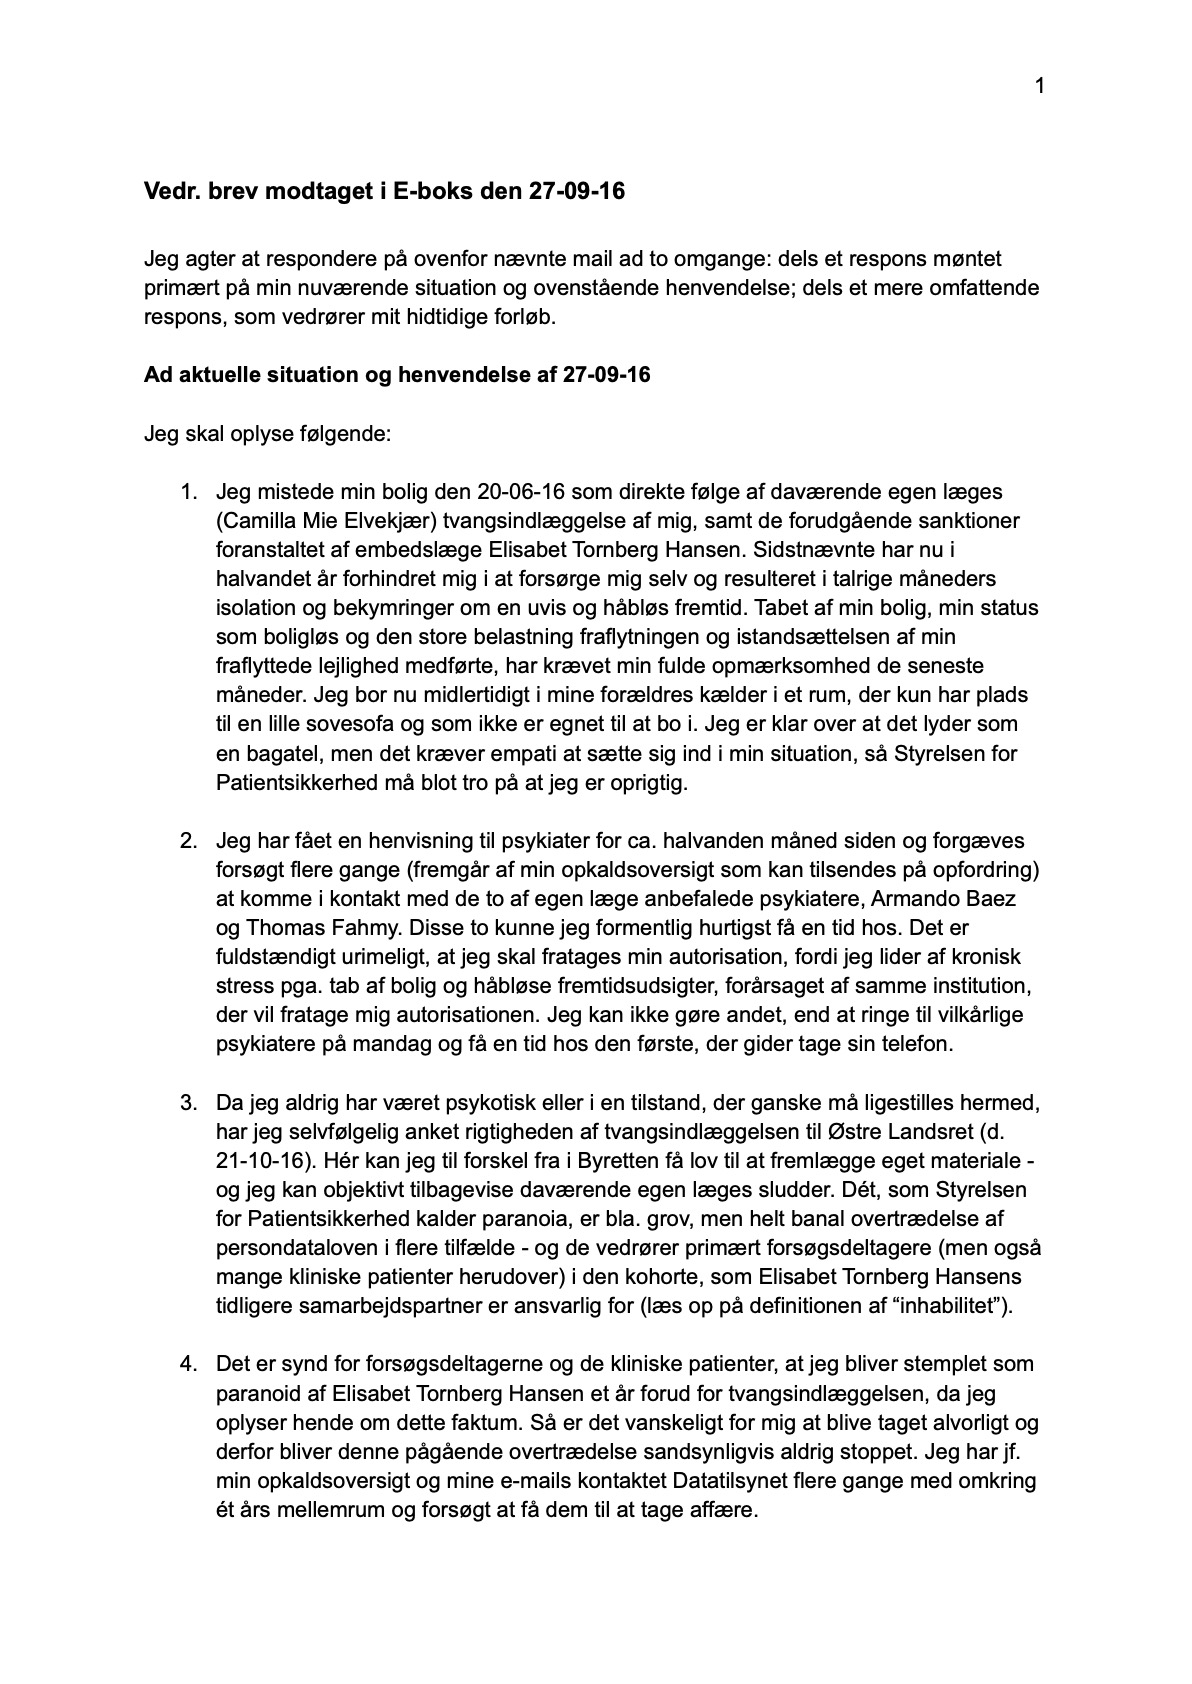 1
Vedr. brev modtaget i E-boks den 27-09-16
Jeg agter at respondere på ovenfor nævnte mail ad to omgange: dels et respons møntet
primært på min nuværende situation og ovenstående henvendelse; dels et mere omfattende
respons, som vedrører mit hidtidige forløb.
Ad aktuelle situation og henvendelse af 27-09-16
Jeg skal oplyse følgende:
1. Jeg mistede min bolig den 20-06-16 som direkte følge af daværende egen læges
(Camilla Mie Elvekjær) tvangsindlæggelse af mig, samt de forudgående sanktioner
foranstaltet af embedslæge Elisabet Tornberg Hansen. Sidstnævnte har nu i
halvandet år forhindret mig i at forsørge mig selv og resulteret i talrige måneders
isolation og bekymringer om en uvis og håbløs fremtid. Tabet af min bolig, min status
som boligløs og den store belastning fraflytningen og istandsættelsen af min
fraflyttede lejlighed medførte, har krævet min fulde opmærksomhed de seneste
måneder. Jeg bor nu midlertidigt i mine forældres kælder i et rum, der kun har plads
til en lille sovesofa og som ikke er egnet til at bo i. Jeg er klar over at det lyder som
en bagatel, men det kræver empati at sætte sig ind i min situation, så Styrelsen for
Patientsikkerhed må blot tro på at jeg er oprigtig.
2. Jeg har fået en henvisning til psykiater for ca. halvanden måned siden og forgæves
forsøgt flere gange (fremgår af min opkaldsoversigt som kan tilsendes på opfordring)
at komme i kontakt med de to af egen læge anbefalede psykiatere, Armando Baez
og Thomas Fahmy. Disse to kunne jeg formentlig hurtigst få en tid hos. Det er
fuldstændigt urimeligt, at jeg skal fratages min autorisation, fordi jeg lider af kronisk
stress pga. tab af bolig og håbløse fremtidsudsigter, forårsaget af samme institution,
der vil fratage mig autorisationen. Jeg kan ikke gøre andet, end at ringe til vilkårlige
psykiatere på mandag og få en tid hos den første, der gider tage sin telefon.
3. Da jeg aldrig har været psykotisk eller i en tilstand, der ganske må ligestilles hermed,
har jeg selvfølgelig anket rigtigheden af tvangsindlæggelsen til Østre Landsret (d.
21-10-16). Hér kan jeg til forskel fra i Byretten få lov til at fremlægge eget materiale -
og jeg kan objektivt tilbagevise daværende egen læges sludder. Dét, som Styrelsen
for Patientsikkerhed kalder paranoia, er bla. grov, men helt banal overtrædelse af
persondataloven i flere tilfælde - og de vedrører primært forsøgsdeltagere (men også
mange kliniske patienter herudover) i den kohorte, som Elisabet Tornberg Hansens
tidligere samarbejdspartner er ansvarlig for (læs op på definitionen af “inhabilitet”).
4. Det er synd for forsøgsdeltagerne og de kliniske patienter, at jeg bliver stemplet som
paranoid af Elisabet Tornberg Hansen et år forud for tvangsindlæggelsen, da jeg
oplyser hende om dette faktum. Så er det vanskeligt for mig at blive taget alvorligt og
derfor bliver denne pågående overtrædelse sandsynligvis aldrig stoppet. Jeg har jf.
min opkaldsoversigt og mine e-mails kontaktet Datatilsynet flere gange med omkring
ét års mellemrum og forsøgt at få dem til at tage affære.